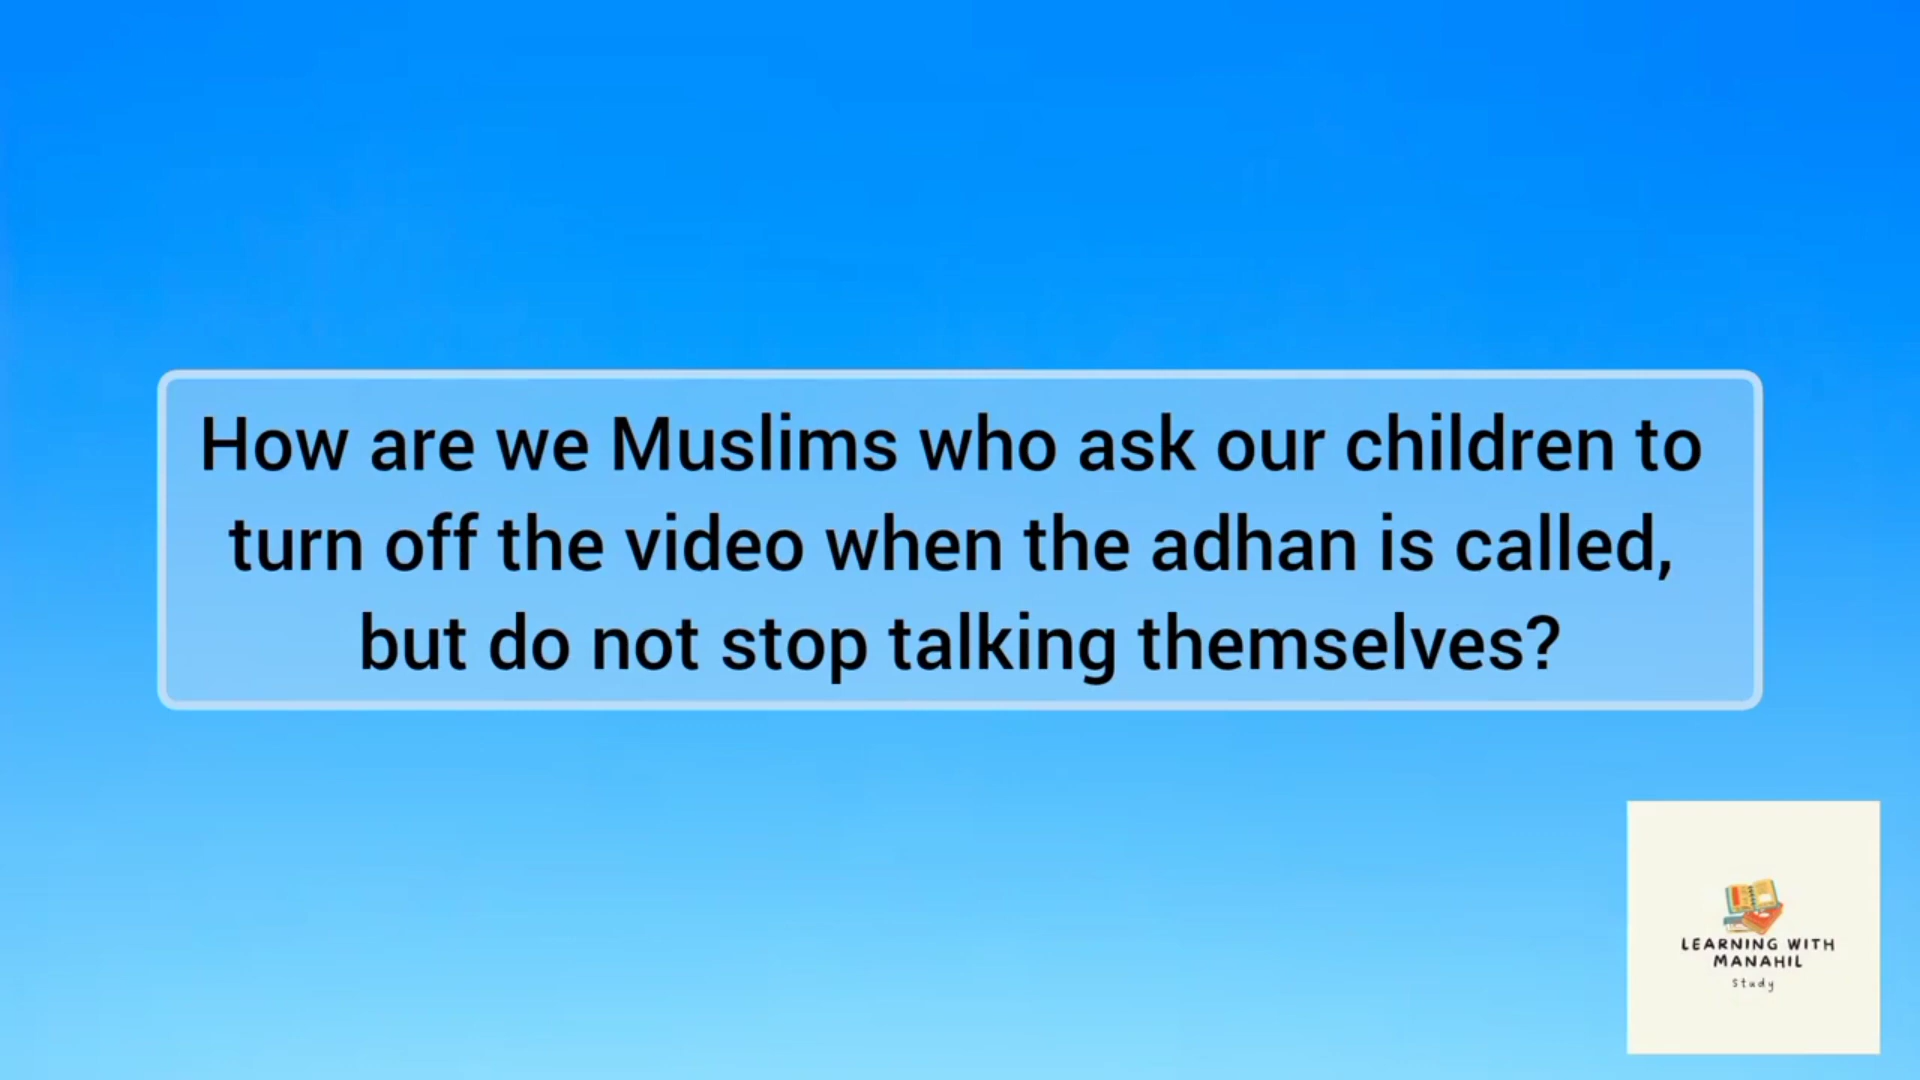 How are we Muslims who ask our children to
turn off the video when the adhan is called,
but do not stop talking themselves?
LEARNING WITH
MANAHIL
Study